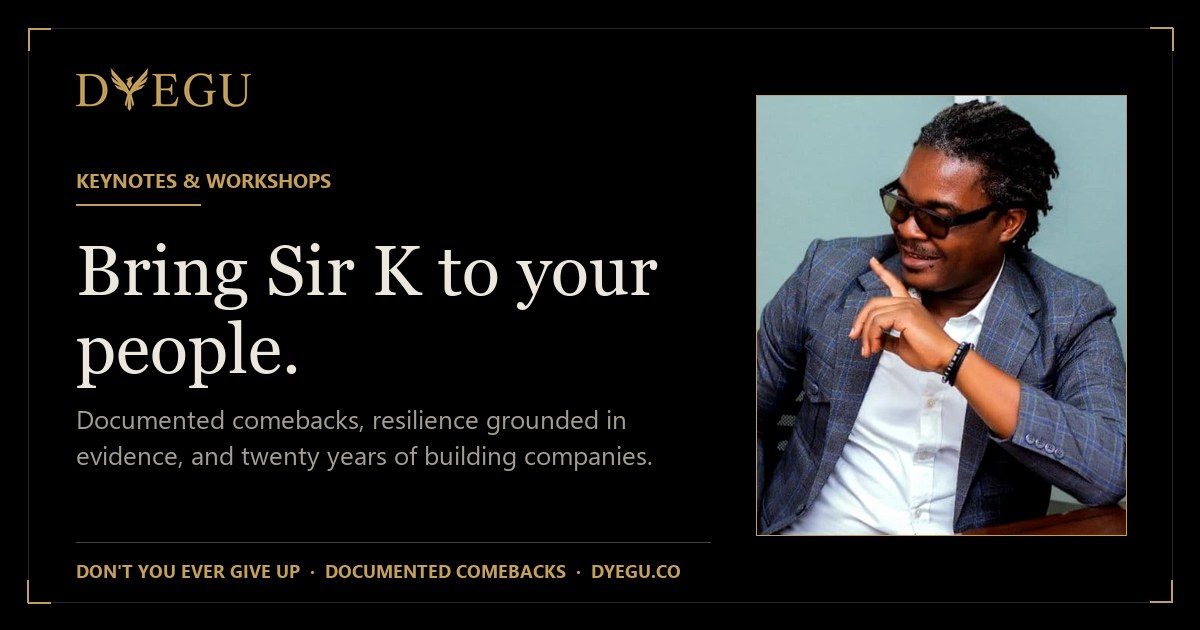 DYEGU
KEYNOTES & WORKSHOPS
Bring Sir K to your
people.
Documented comebacks, resilience grounded in
evidence, and twenty years of building companies.
DON'T YOU EVER GIVE UP · DOCUMENTED COMEBACKS · DYEGU.CO